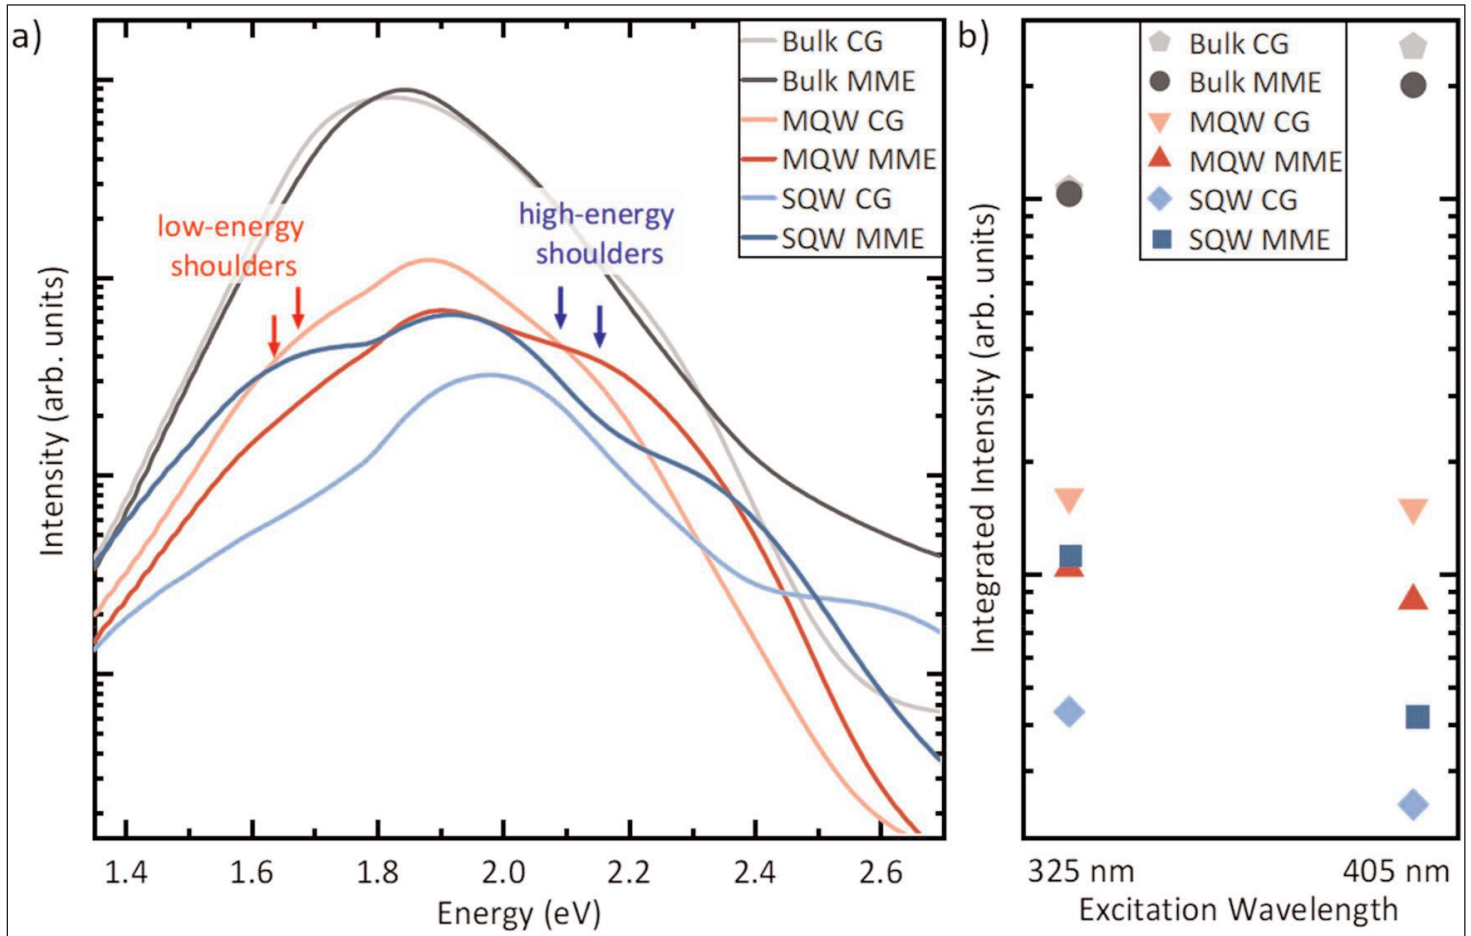 a)
Bulk CG
Bulk MME
MQW CG
MQW MME
SQW CG
SQW MME
low-energy
shoulders
high-energy
shoulders
Intensity (arb. units)
1.4 1.6 1.8 2.0 2.2 2.4 2.6
Energy (eV)
b)
Bulk CG
Bulk MME
MQW CG
MQW MME
SQW CG
SQW MME
Integrated Intensity (arb. units)
325 nm 405 nm
Excitation Wavelength